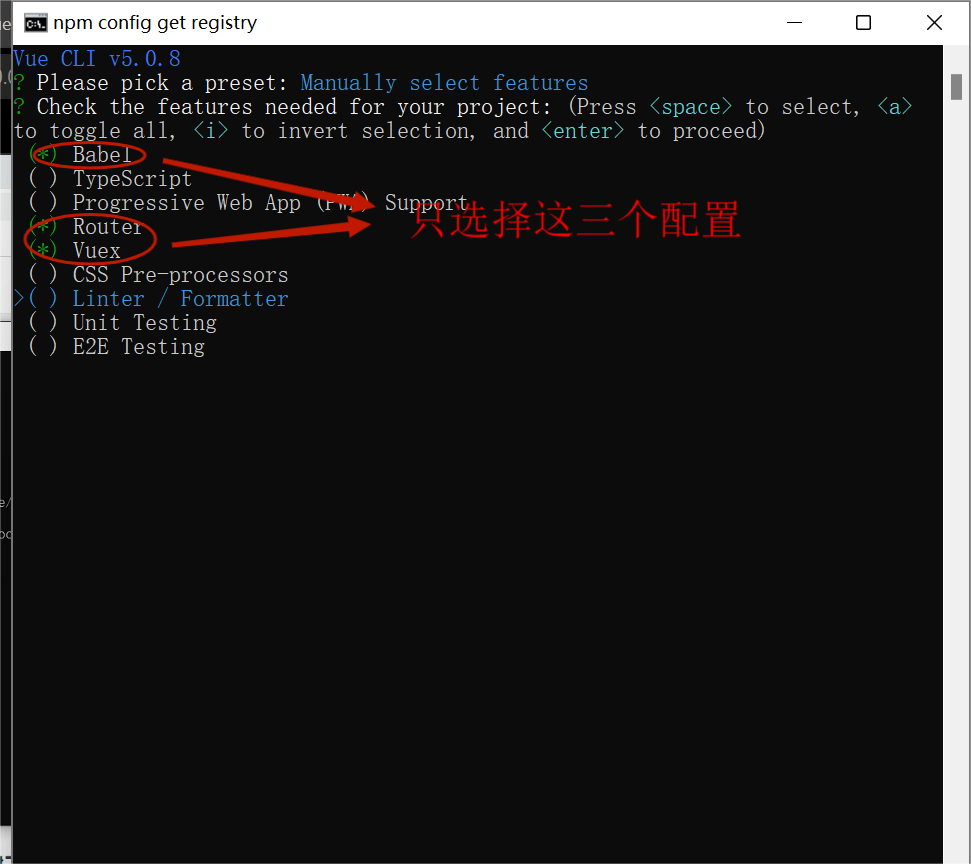 npm config get registry
Vue CLI v5.0.8
? Please pick a preset: Manually select features
? Check the features needed for your project: (Press <space> to select, <a>
to toggle all, <i> to invert selection, and <enter> to proceed)
(*) Babel
( ) TypeScript
( ) Progressive Web App (PWA) Support
(*) Router
只选择这三个配置
(*) Vuex
( ) CSS Pre-processors
>( ) Linter / Formatter
( ) Unit Testing
( ) E2E Testing